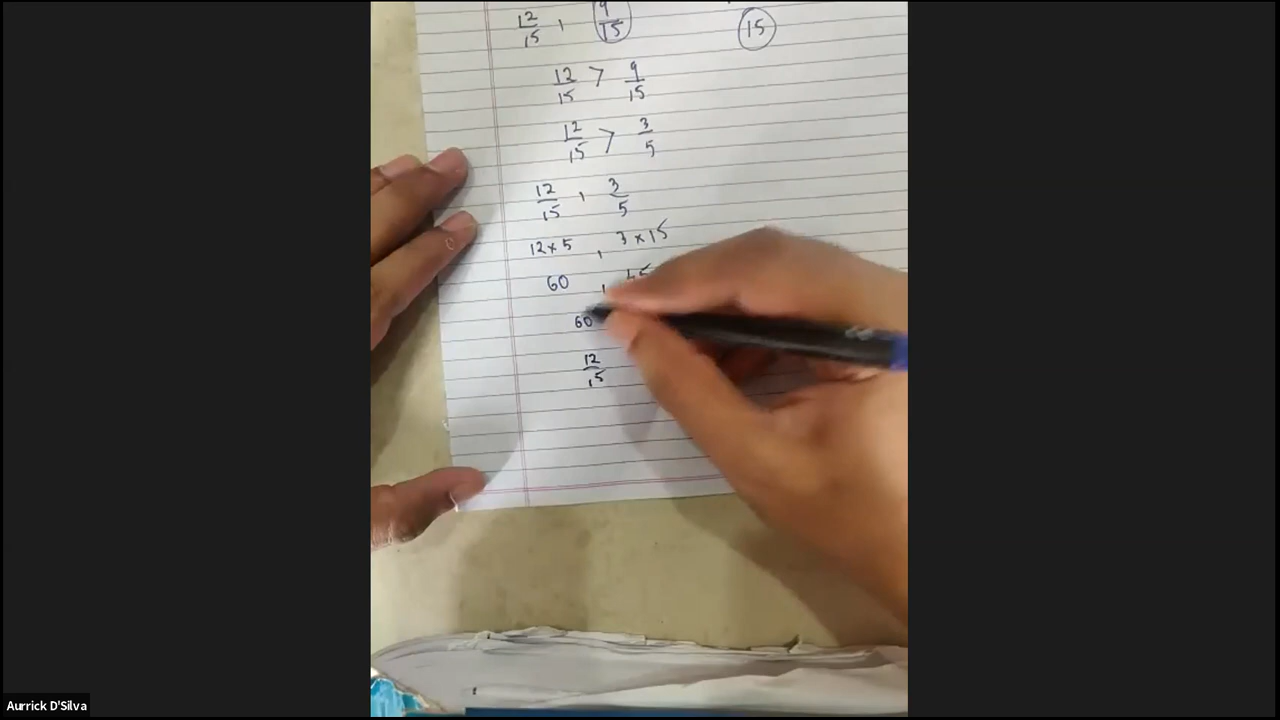 12/15 , 9/15 15
12/15 > 9/15
12/15 > 3/5
12/15 , 3/5
12 × 5 , 3 × 15
60 , 45
60
12/15
Aurrick D'Silva